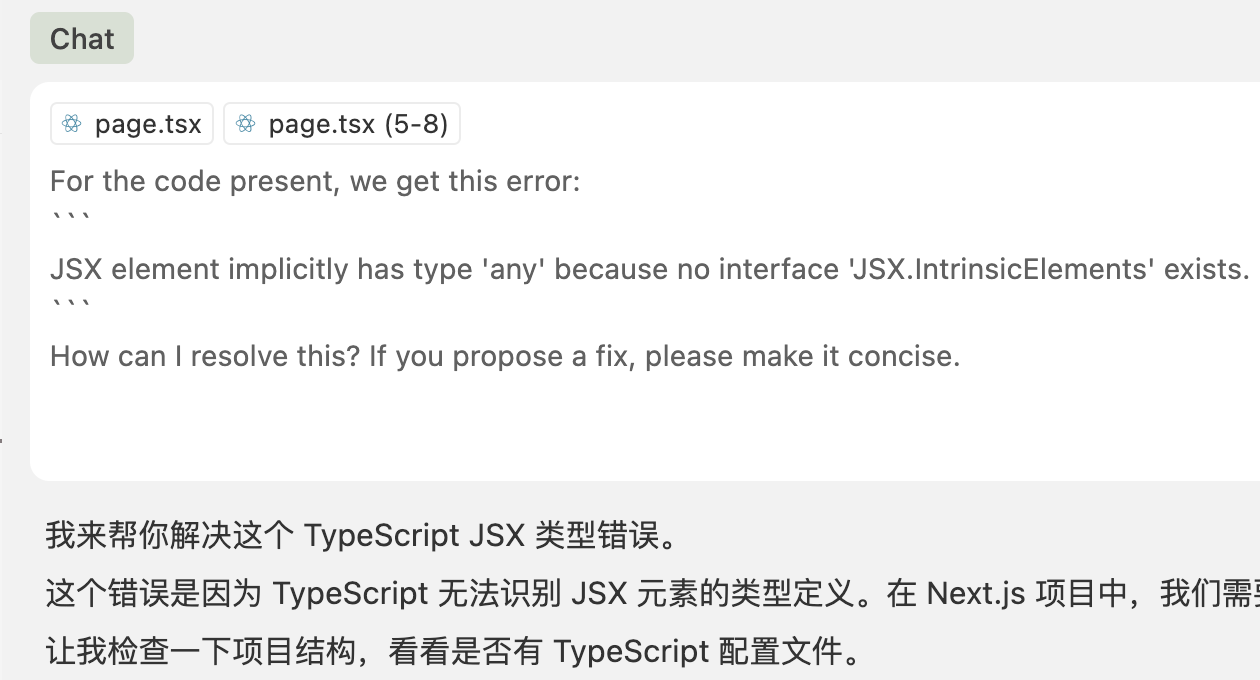 Chat
page.tsx page.tsx (5-8)
For the code present, we get this error:
```
JSX element implicitly has type 'any' because no interface 'JSX.IntrinsicElements' exists.
```
How can I resolve this? If you propose a fix, please make it concise.
我来帮你解决这个 TypeScript JSX 类型错误。
这个错误是因为 TypeScript 无法识别 JSX 元素的类型定义。在 Next.js 项目中，我们需
让我检查一下项目结构，看看是否有 TypeScript 配置文件。